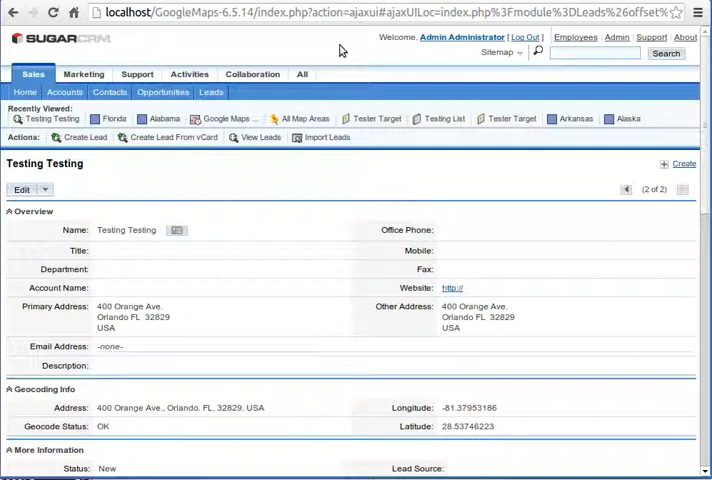 localhost/GoogleMaps-6.5.14/index.php?action=ajaxui#ajaxUILoc=index.php%3Fmodule%3DLeads%26offset%
SUGARCRM
Welcome, Admin Administrator [ Log Out ] Employees Admin Support About
Sitemap Search
Sales Marketing Support Activities Collaboration All
Home Accounts Contacts Opportunities Leads
Recently Viewed:
Testing Testing Florida Alabama Google Maps ... All Map Areas Tester Target Testing List Tester Target Arkansas Alaska
Actions: Create Lead Create Lead From vCard View Leads Import Leads
Testing Testing Create
Edit (2 of 2)
Overview
Name: Testing Testing Office Phone:
Title: Mobile:
Department: Fax:
Account Name: Website: http://
Primary Address: 400 Orange Ave. Other Address: 400 Orange Ave.
Orlando FL 32829 Orlando FL 32829
USA USA
Email Address: -none-
Description:
Geocoding Info
Address: 400 Orange Ave., Orlando, FL, 32829, USA Longitude: -81.37953186
Geocode Status: OK Latitude: 28.53746223
More Information
Status: New Lead Source: